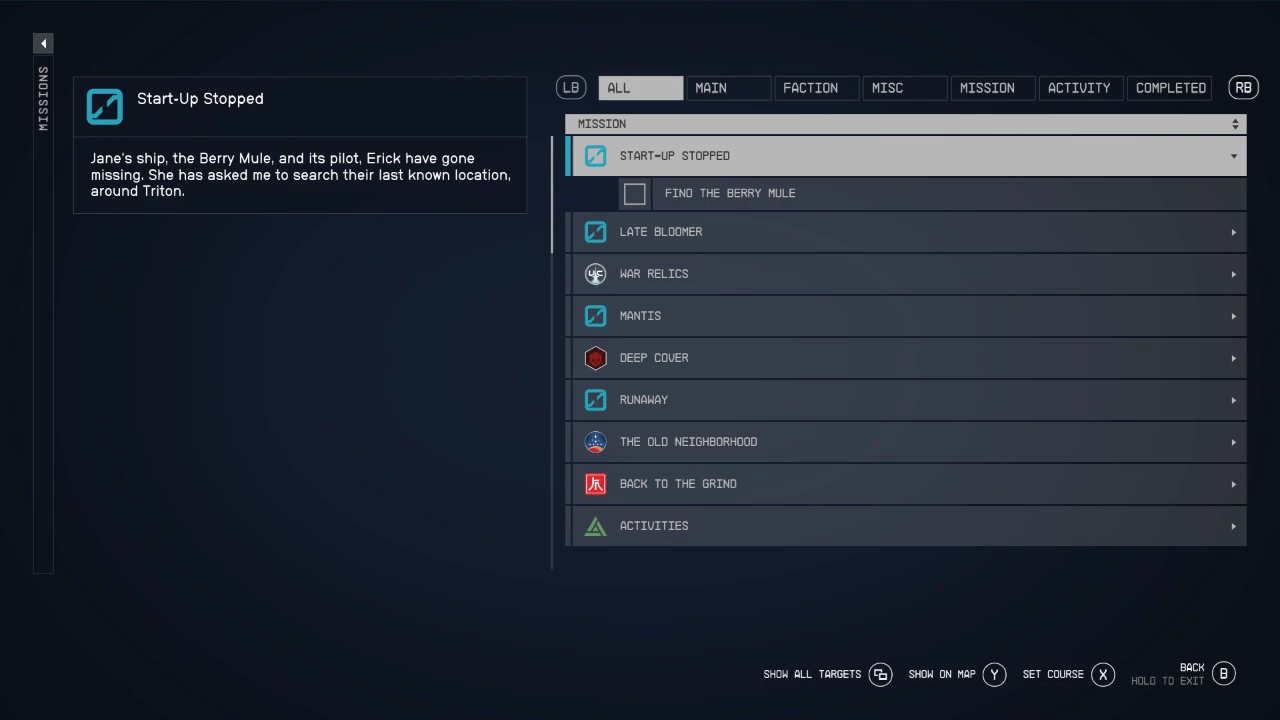 MISSIONS
Start-Up Stopped
Jane's ship, the Berry Mule, and its pilot, Erick have gone
missing. She has asked me to search their last known location,
around Triton.
LB
ALL
MAIN
FACTION
MISC
MISSION
ACTIVITY
COMPLETED
RB
MISSION
START-UP STOPPED
FIND THE BERRY MULE
LATE BLOOMER
UC
WAR RELICS
MANTIS
DEEP COVER
RUNAWAY
THE OLD NEIGHBORHOOD
BACK TO THE GRIND
ACTIVITIES
SHOW ALL TARGETS
SHOW ON MAP Y
SET COURSE X
BACK
HOLD TO EXIT
B